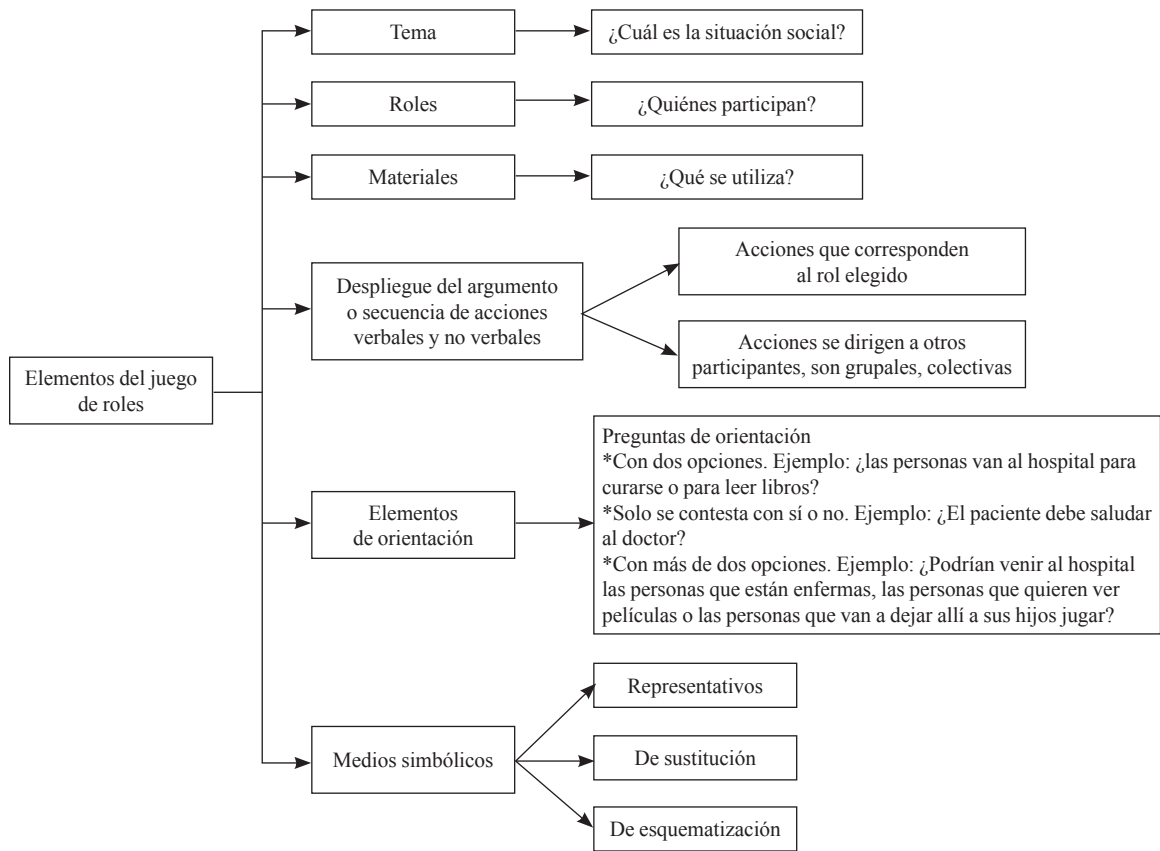 Tema
¿Cuál es la situación social?
Roles
¿Quiénes participan?
Materiales
¿Qué se utiliza?
Despliegue del argumento
o secuencia de acciones
verbales y no verbales
Acciones que corresponden
al rol elegido
Acciones se dirigen a otros
participantes, son grupales, colectivas
Elementos del juego
de roles
Elementos
de orientación
Preguntas de orientación
*Con dos opciones. Ejemplo: ¿las personas van al hospital para
curarse o para leer libros?
*Solo se contesta con sí o no. Ejemplo: ¿El paciente debe saludar
al doctor?
*Con más de dos opciones. Ejemplo: ¿Podrían venir al hospital
las personas que están enfermas, las personas que quieren ver
películas o las personas que van a dejar allí a sus hijos jugar?
Medios simbólicos
Representativos
De sustitución
De esquematización